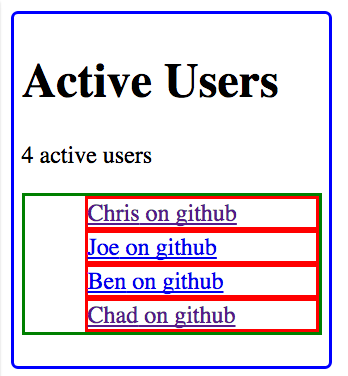 Active Users
4 active users
Chris on github
Joe on github
Ben on github
Chad on github